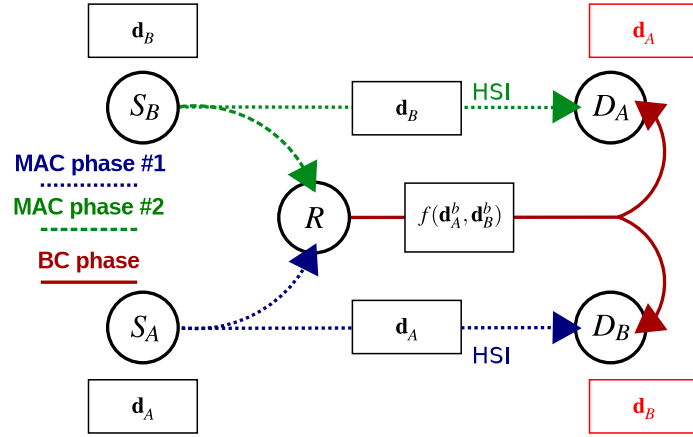 d_B
d_A
S_B
HSI
d_B
D_A
MAC phase #1
MAC phase #2
BC phase
R
f(d_A^b, d_B^b)
S_A
d_A
HSI
D_B
d_A
d_B